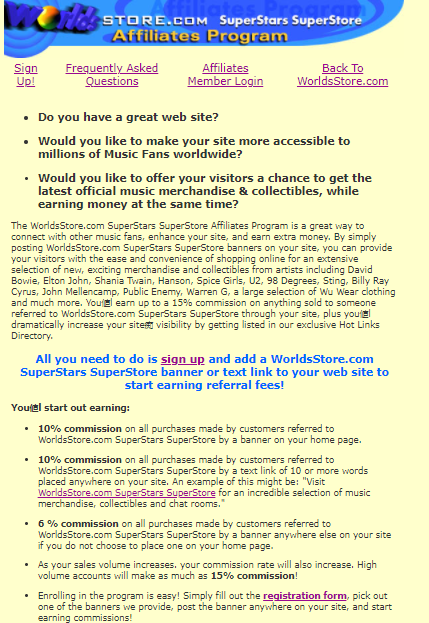 Worlds STORE.COM SuperStars SuperStore
Affiliates Program
Sign Up!
Frequently Asked Questions
Affiliates Member Login
Back To WorldsStore.com
• Do you have a great web site?
• Would you like to make your site more accessible to
millions of Music Fans worldwide?
• Would you like to offer your visitors a chance to get the
latest official music merchandise & collectibles, while
earning money at the same time?
The WorldsStore.com SuperStars SuperStore Affiliates Program is a great way to
connect with other music fans, enhance your site, and earn extra money. By simply
posting WorldsStore.com SuperStars SuperStore banners on your site, you can provide
your visitors with the ease and convenience of shopping online for an extensive
selection of new, exciting merchandise and collectibles from artists including David
Bowie, Elton John, Shania Twain, Hanson, Spice Girls, U2, 98 Degrees, Sting, Billy Ray
Cyrus, John Mellencamp, Public Enemy, Warren G, a large selection of Wu Wear clothing
and much more. earn up to a 15% commission on anything sold to someone
referred to WorldsStore.com SuperStars SuperStore through your site, plus
dramatically increase your visibility by getting listed in our exclusive Hot Links
Directory.
All you need to do is sign up and add a WorldsStore.com
SuperStars SuperStore banner or text link to your web site to
start earning referral fees!
start out earning:
• 10% commission on all purchases made by customers referred to
WorldsStore.com SuperStars SuperStore by a banner on your home page.
• 10% commission on all purchases made by customers referred to
WorldsStore.com SuperStars SuperStore by a text link of 10 or more words
placed anywhere on your site. An example of this might be: "Visit
WorldsStore.com SuperStars SuperStore for an incredible selection of music
merchandise, collectibles and chat rooms."
• 6 % commission on all purchases made by customers referred to
WorldsStore.com SuperStars SuperStore by a banner anywhere else on your site
if you do not choose to place one on your home page.
• As your sales volume increases. your commission rate will also increase. High
volume accounts will make as much as 15% commission!
• Enrolling in the program is easy! Simply fill out the registration form, pick out
one of the banners we provide, post the banner anywhere on your site, and start
earning commissions!